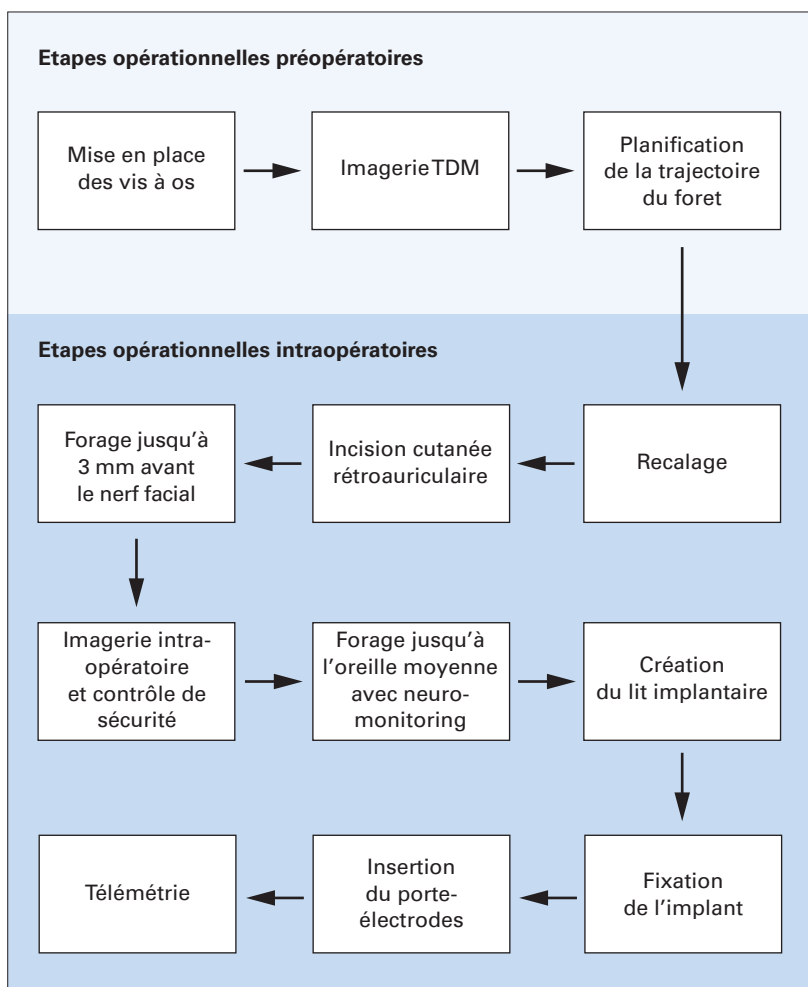 Etapes opérationnelles préopératoires
Mise en place
des vis à os
Imagerie TDM
Planification
de la trajectoire
du foret
Etapes opérationnelles intraopératoires
Recalage
Incision cutanée
rétroauriculaire
Forage jusqu’à
3 mm avant
le nerf facial
Imagerie intra-
opératoire
et contrôle de
sécurité
Forage jusqu’à
l’oreille moyenne
avec neuro-
monitoring
Création
du lit implantaire
Fixation
de l’implant
Insertion
du porte-
électrodes
Télémétrie